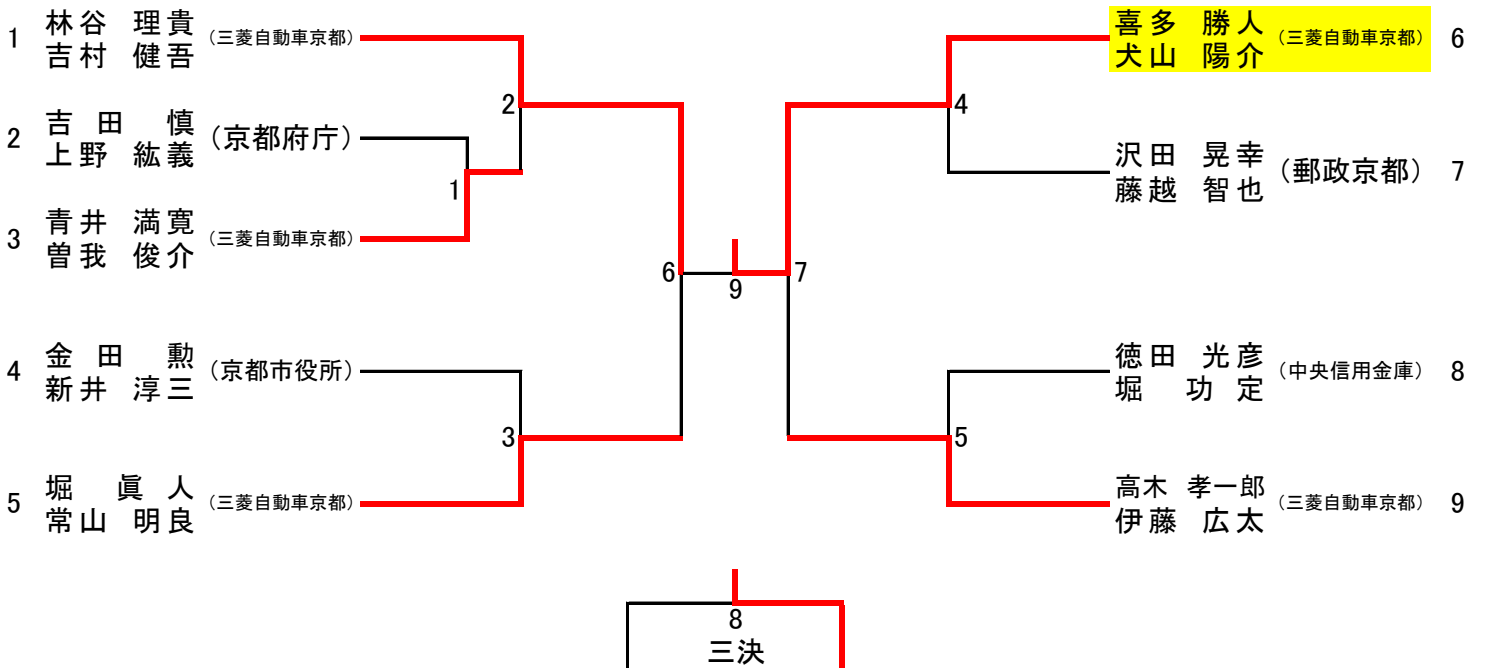 1 林谷 理貴 (三菱自動車京都)
吉村 健吾
2 吉田 慎 (京都府庁)
上野 紘義
3 青井 満寛 (三菱自動車京都)
曽我 俊介
4 金田 勲 (京都市役所)
新井 淳三
5 堀 眞人 (三菱自動車京都)
常山 明良
2
1
6
3
9
4
7
5
喜多 勝人 (三菱自動車京都) 6
犬山 陽介
沢田 晃幸 (郵政京都) 7
藤越 智也
徳田 光彦 (中央信用金庫) 8
堀 功定
高木 孝一郎 (三菱自動車京都) 9
伊藤 広太
8
三決